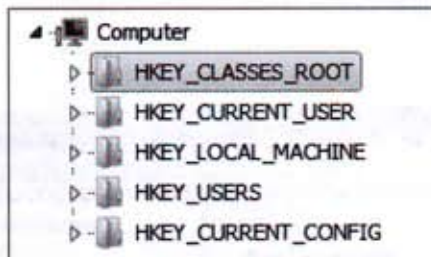 Computer
HKEY_CLASSES_ROOT
HKEY_CURRENT_USER
HKEY_LOCAL_MACHINE
HKEY_USERS
HKEY_CURRENT_CONFIG